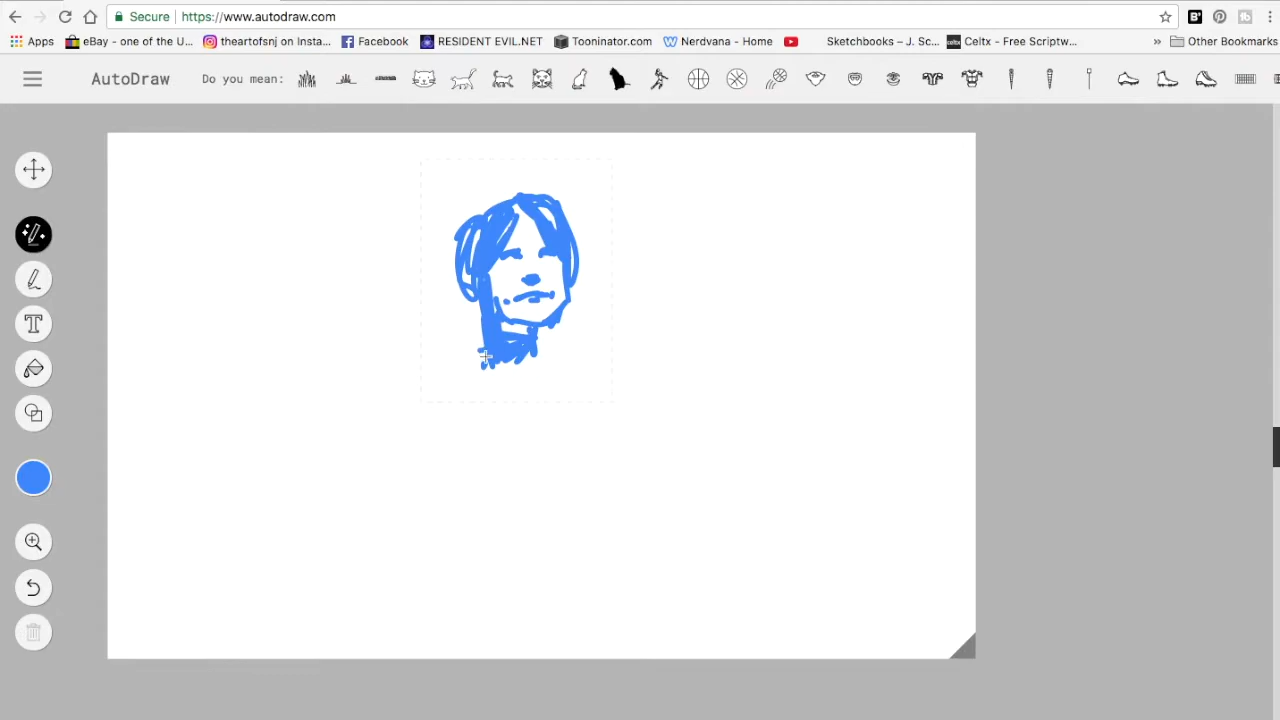 Secure https://www.autodraw.com
Apps eBay - one of the U... theartofsnj on Insta... Facebook RESIDENT EVIL.NET Tooninator.com Nerdvana - Home Sketchbooks – J. Sc... Celtx - Free Scriptw... » Other Bookmarks
AutoDraw Do you mean:
T